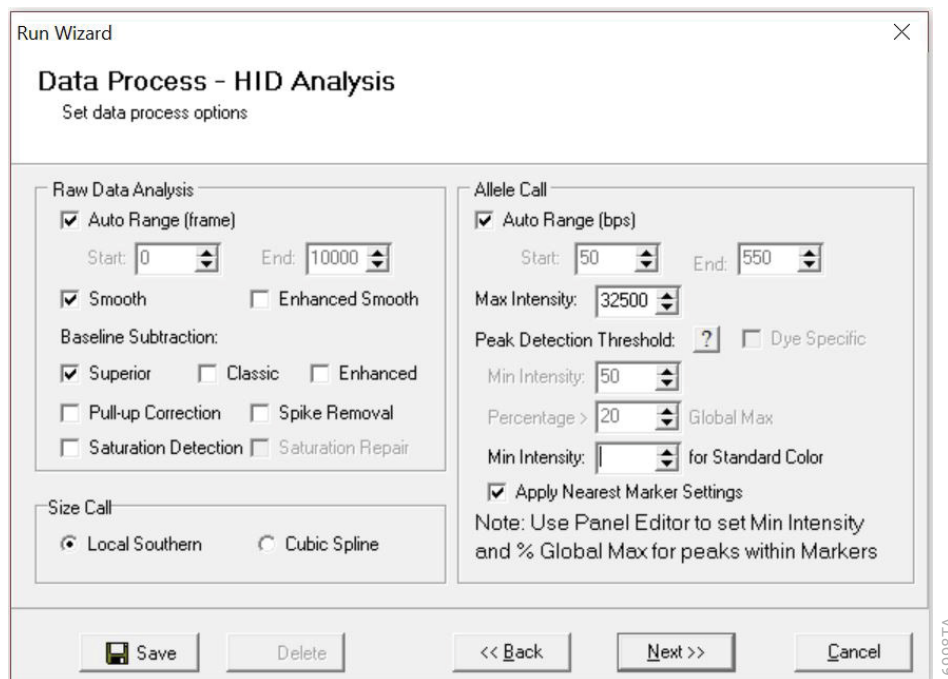 Run Wizard
Data Process - HID Analysis
Set data process options
Raw Data Analysis
Auto Range (frame)
Start: 0 End: 10000
Smooth Enhanced Smooth
Baseline Subtraction:
Superior Classic Enhanced
Pull-up Correction Spike Removal
Saturation Detection Saturation Repair
Size Call
Local Southern Cubic Spline
Allele Call
Auto Range (bps)
Start: 50 End: 550
Max Intensity: 32500
Peak Detection Threshold: ? Dye Specific
Min Intensity: 50
Percentage > 20 Global Max
Min Intensity: for Standard Color
Apply Nearest Marker Settings
Note: Use Panel Editor to set Min Intensity
and % Global Max for peaks within Markers
Save Delete << Back Next >> Cancel